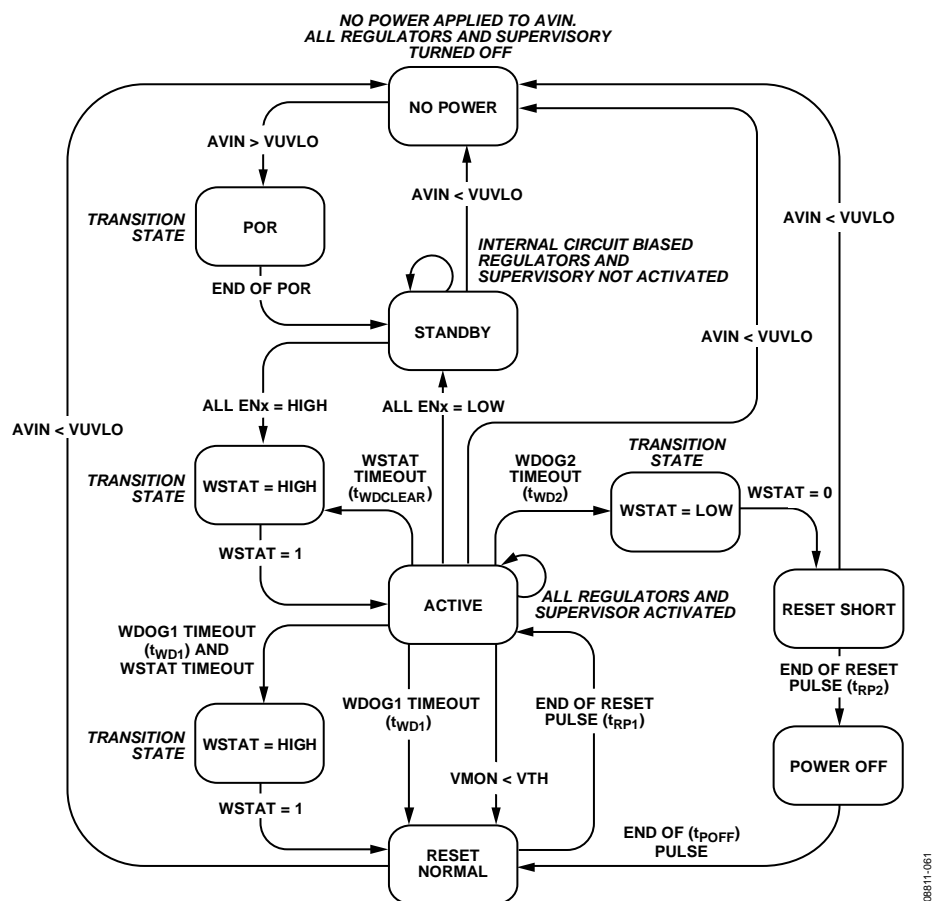 NO POWER APPLIED TO AVIN.
ALL REGULATORS AND SUPERVISORY
TURNED OFF
NO POWER
AVIN > VUVLO
AVIN < VUVLO
TRANSITION
STATE
POR
AVIN < VUVLO
INTERNAL CIRCUIT BIASED
REGULATORS AND
SUPERVISORY NOT ACTIVATED
END OF POR
STANDBY
AVIN < VUVLO
ALL ENx = HIGH
ALL ENx = LOW
AVIN < VUVLO
TRANSITION
STATE
WSTAT = HIGH
WSTAT
TIMEOUT
(tWDCLEAR)
WDOG2
TIMEOUT
(tWD2)
TRANSITION
STATE
WSTAT = LOW
WSTAT = 0
WSTAT = 1
ACTIVE
ALL REGULATORS AND
SUPERVISOR ACTIVATED
RESET SHORT
WDOG1 TIMEOUT
(tWD1) AND
WSTAT TIMEOUT
WDOG1 TIMEOUT
(tWD1)
END OF RESET
PULSE (tRP1)
END OF RESET
PULSE (tRP2)
TRANSITION
STATE
WSTAT = HIGH
VMON < VTH
POWER OFF
WSTAT = 1
RESET
NORMAL
END OF (tPOFF)
PULSE
08811-061